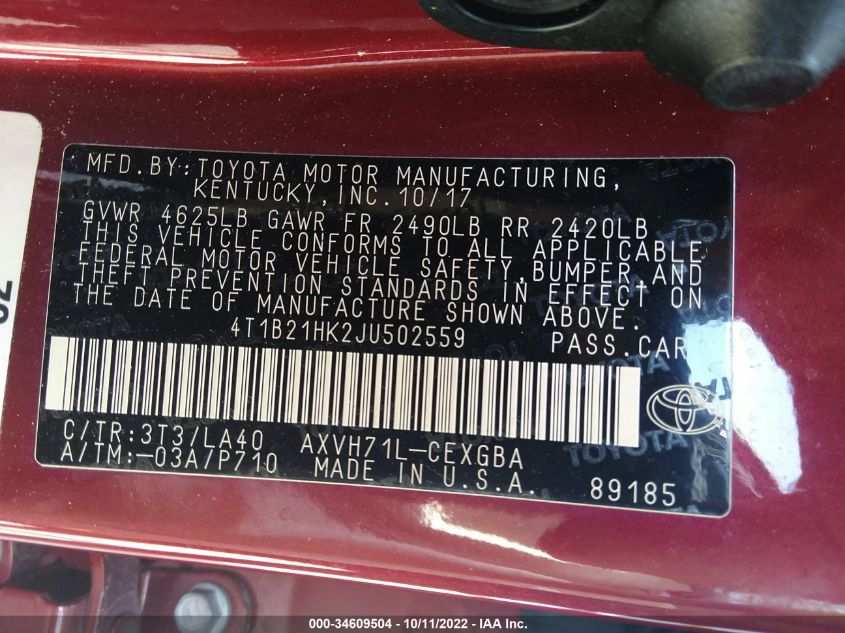 MFD.BY:TOYOTA MOTOR MANUFACTURING,
KENTUCKY,INC.10/17
GVWR 4625LB GAWR FR 2490LB RR 2420LB
THIS VEHICLE CONFORMS TO ALL APPLICABLE
FEDERAL MOTOR VEHICLE SAFETY,BUMPER,AND
THEFT PREVENTION STANDARDS IN EFFECT ON
THE DATE OF MANUFACTURE SHOWN ABOVE.
4T1B21HK2JU502559 PASS.CAR
C/TR:3T3/LA40 AXVH71L-CEXGBA
A/TM:-03A/P710 MADE IN U.S.A. 89185
TOYOTA
000-34609504 - 10/11/2022 - IAA Inc.